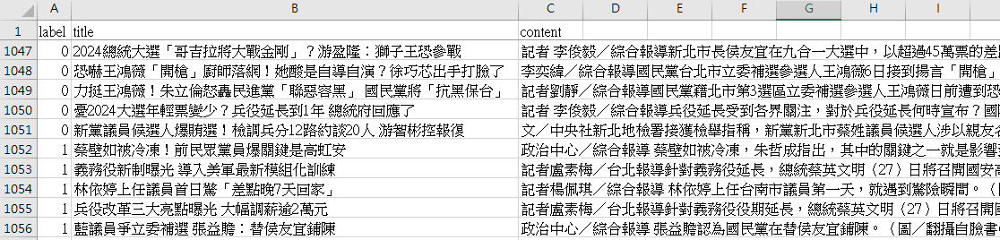 A B C D E F G H I
1 label title content
1047 0 2024總統大選「哥吉拉將大戰金剛」？游盈隆：獅子王恐參戰 記者 李俊毅／綜合報導新北市長侯友宜在九合一大選中，以超過45萬票的差
1048 0 恐嚇王鴻薇「開槍」廚師落網！她酸是自導自演？徐巧芯出手打臉了 李奕緯／綜合報導國民黨台北市立委補選參選人王鴻薇6日接到揚言「開槍」
1049 0 力挺王鴻薇！朱立倫怒轟民進黨「聯惡容黑」 國民黨將「抗黑保台」 記者劉靜／綜合報導國民黨籍北市第3選區立委補選參選人王鴻薇日前遭到恐
1050 0 憂2024大選年輕票變少？兵役延長到1年 總統府回應了 記者 李俊毅／綜合報導兵役延長受到各界關注，對於兵役延長何時宣布？國
1051 0 新黨議員候選人爆賄選！檢調兵分12路約談20人 游智彬控報復 文／中央社新北地檢署接獲檢舉指稱，新黨新北市蔡姓議員候選人涉以親友名
1052 1 蔡壁如被冷凍！前民眾黨員爆關鍵是高虹安 政治中心／綜合報導 蔡壁如被冷凍，朱哲成指出，其中的關鍵之一就是影響
1053 1 義務役新制曝光 導入美軍最新模組化訓練 記者盧素梅／台北報導針對義務役延長，總統蔡英文明（27）日將召開國安高
1054 1 林依婷上任議員首日驚「差點晚7天回家」 記者楊佩琪／綜合報導 林依婷上任台南市議員第一天，就遇到驚險瞬間。（
1055 1 兵役改革三大亮點曝光 大幅調薪逾2萬元 記者盧素梅／台北報導針對義務役役期延長，總統蔡英文明（27）日將召開國
1056 1 藍議員爭立委補選 張益贍：替侯友宜鋪陳 政治中心／綜合報導 張益贍認為國民黨在替侯友宜鋪陳。（圖／翻攝自臉書